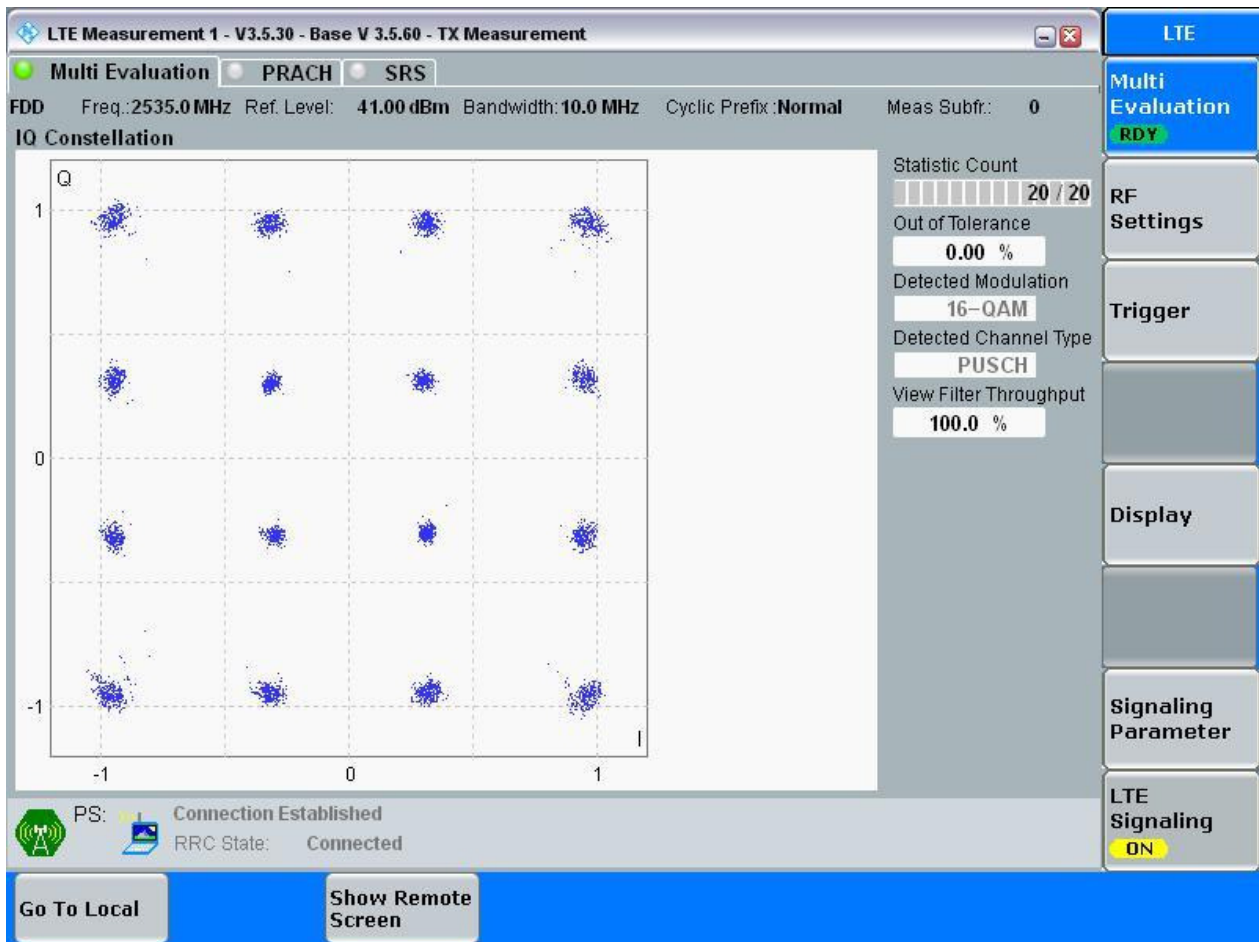 LTE Measurement 1 - V3.5.30 - Base V 3.5.60 - TX Measurement
Multi Evaluation PRACH SRS
FDD Freq.:2535.0 MHz Ref. Level: 41.00 dBm Bandwidth: 10.0 MHz Cyclic Prefix :Normal Meas Subfr.: 0
IQ Constellation
Q
1
0
-1
I
-1 0 1
Statistic Count
20 / 20
Out of Tolerance
0.00 %
Detected Modulation
16-QAM
Detected Channel Type
PUSCH
View Filter Throughput
100.0 %
PS: Connection Established
RRC State: Connected
LTE
Multi
Evaluation
RDY
RF
Settings
Trigger
Display
Signaling
Parameter
LTE
Signaling
ON
Go To Local
Show Remote
Screen